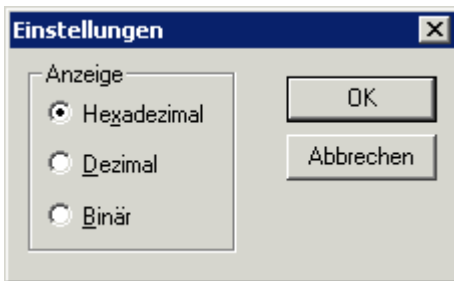 Einstellungen
Anzeige
Hexadezimal
Dezimal
Binär
OK
Abbrechen